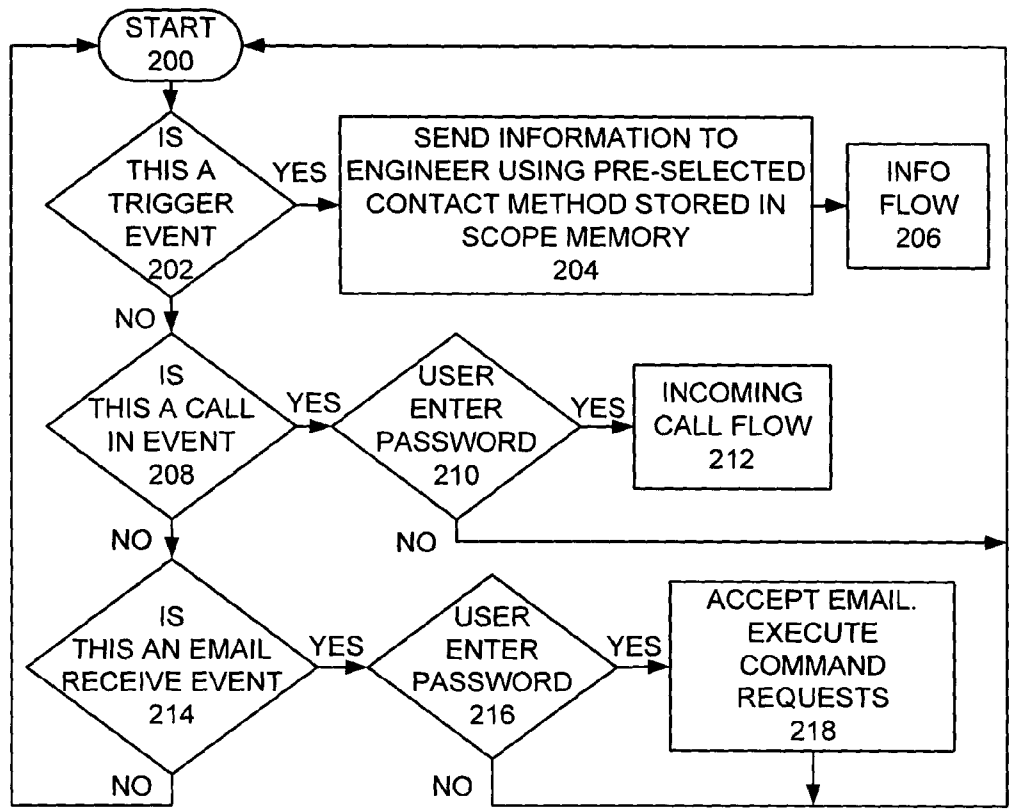 START
200
IS
THIS A
TRIGGER
EVENT
202
YES
SEND INFORMATION TO
ENGINEER USING PRE-SELECTED
CONTACT METHOD STORED IN
SCOPE MEMORY
204
INFO
FLOW
206
NO
IS
THIS A CALL
IN EVENT
208
YES
USER
ENTER
PASSWORD
210
YES
INCOMING
CALL FLOW
212
NO
NO
IS
THIS AN EMAIL
RECEIVE EVENT
214
YES
USER
ENTER
PASSWORD
216
YES
ACCEPT EMAIL.
EXECUTE
COMMAND
REQUESTS
218
NO
NO